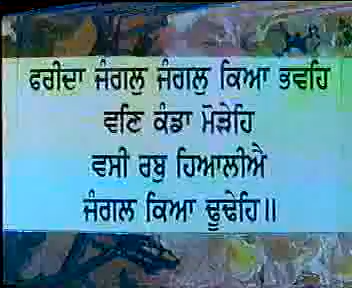 ਫਰੀਦਾ ਜੰਗਲੁ ਜੰਗਲੁ ਕਿਆ ਭਵਹਿ
ਵਣਿ ਕੰਡਾ ਮੋੜੇਹਿ
ਵਸੀ ਰਬੁ ਹਿਆਲੀਐ
ਜੰਗਲ ਕਿਆ ਢੂਢੇਹਿ॥